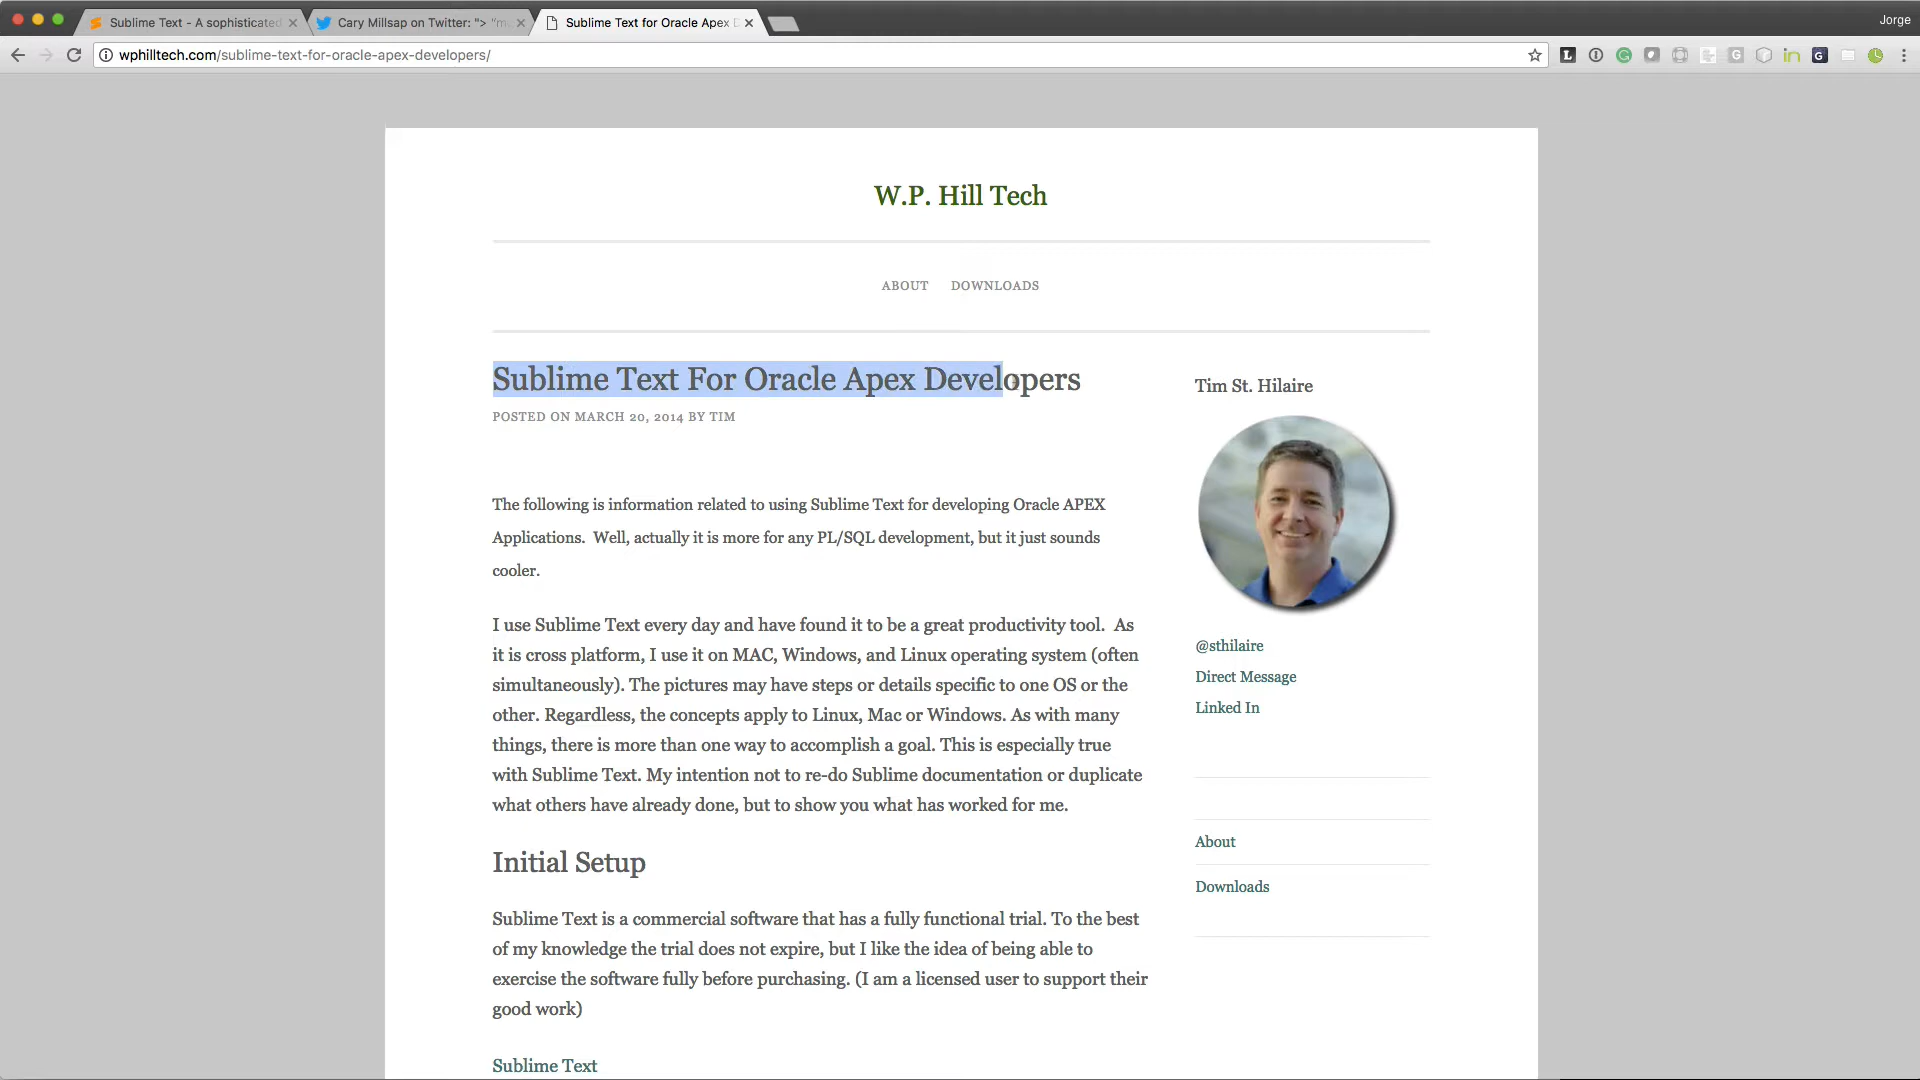 Sublime Text - A sophisticated
Cary Millsap on Twitter: "> "m
Sublime Text for Oracle Apex D
Jorge
wphilltech.com/sublime-text-for-oracle-apex-developers/
W.P. Hill Tech
ABOUT DOWNLOADS
Sublime Text For Oracle Apex Developers
POSTED ON MARCH 20, 2014 BY TIM
The following is information related to using Sublime Text for developing Oracle APEX
Applications.  Well, actually it is more for any PL/SQL development, but it just sounds
cooler.
I use Sublime Text every day and have found it to be a great productivity tool.  As
it is cross platform, I use it on MAC, Windows, and Linux operating system (often
simultaneously). The pictures may have steps or details specific to one OS or the
other. Regardless, the concepts apply to Linux, Mac or Windows. As with many
things, there is more than one way to accomplish a goal. This is especially true
with Sublime Text. My intention not to re-do Sublime documentation or duplicate
what others have already done, but to show you what has worked for me.
Initial Setup
Sublime Text is a commercial software that has a fully functional trial. To the best
of my knowledge the trial does not expire, but I like the idea of being able to
exercise the software fully before purchasing. (I am a licensed user to support their
good work)
Sublime Text
Tim St. Hilaire
@sthilaire
Direct Message
Linked In
About
Downloads